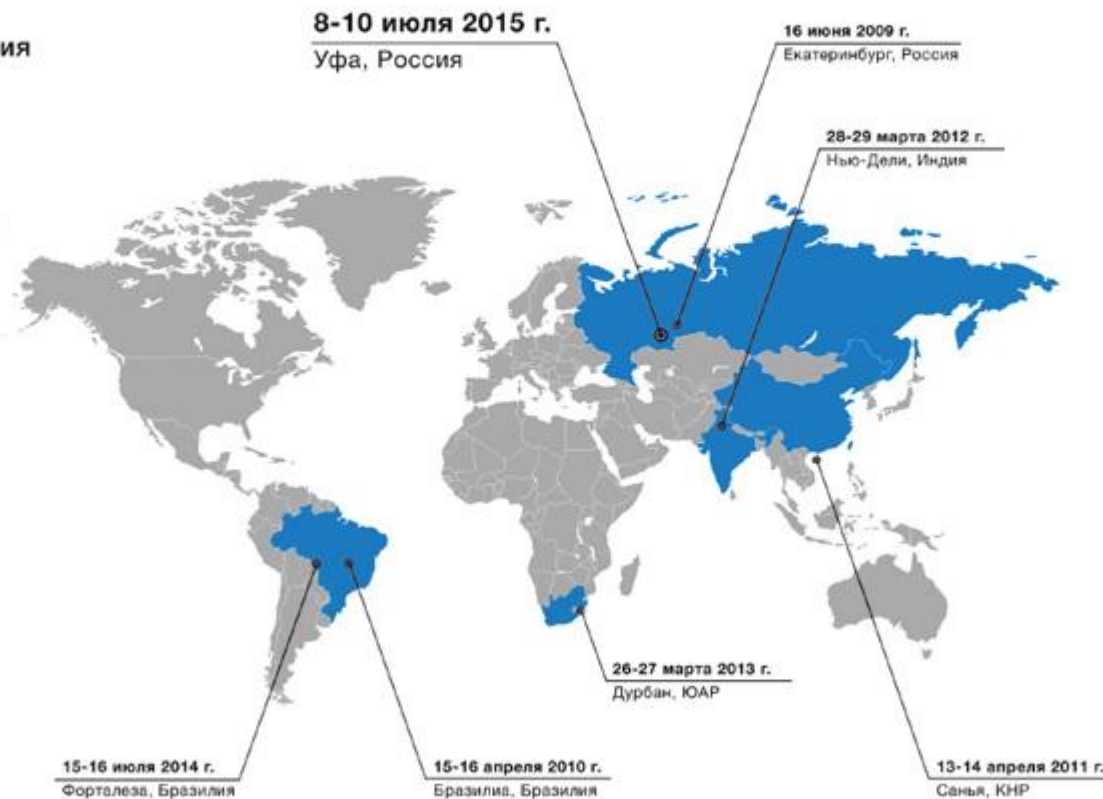 ия
8-10 июля 2015 г.
Уфа, Россия
16 июня 2009 г.
Екатеринбург, Россия
28-29 марта 2012 г.
Нью-Дели, Индия
26-27 марта 2013 г.
Дурбан, ЮАР
15-16 июля 2014 г.
Форталеза, Бразилия
15-16 апреля 2010 г.
Бразилиа, Бразилия
13-14 апреля 2011 г.
Санья, КНР